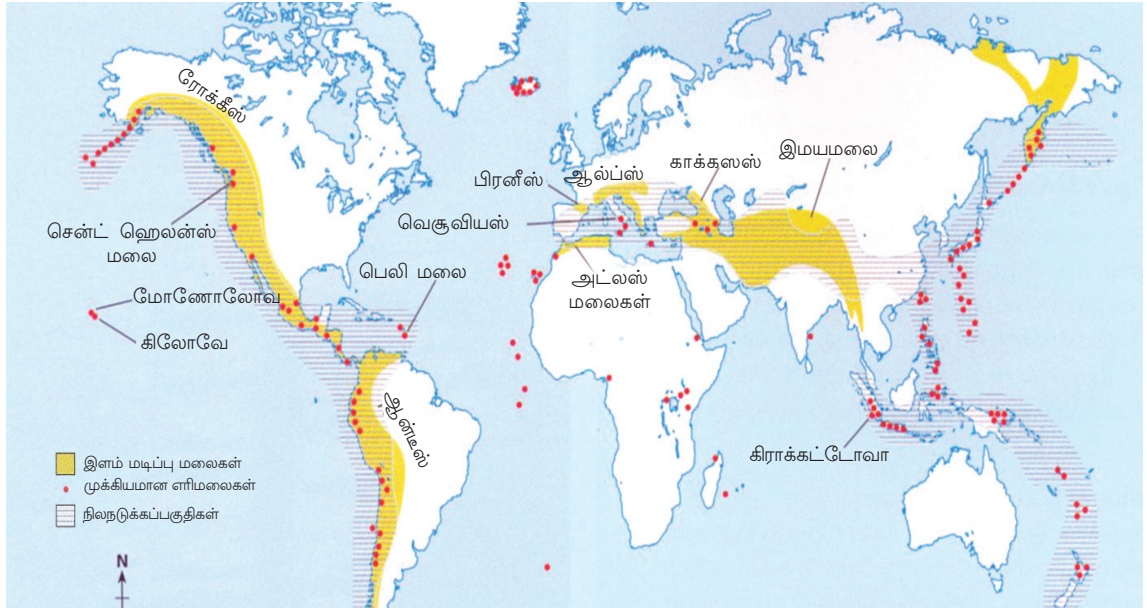 ரோக்கீஸ்
இமயமலை
காக்கஸஸ்
பிரனீஸ்
ஆல்ப்ஸ்
வெசூவியஸ்
சென்ட் ஹெலன்ஸ்
மலை
பெலி மலை
அட்லஸ்
மலைகள்
மோணோலோவ
கிலோவே
ஆன்டீஸ்
கிராக்கட்டோவா
இளம் மடிப்பு மலைகள்
முக்கியமான எரிமலைகள்
நிலநடுக்கப்பகுதிகள்
N